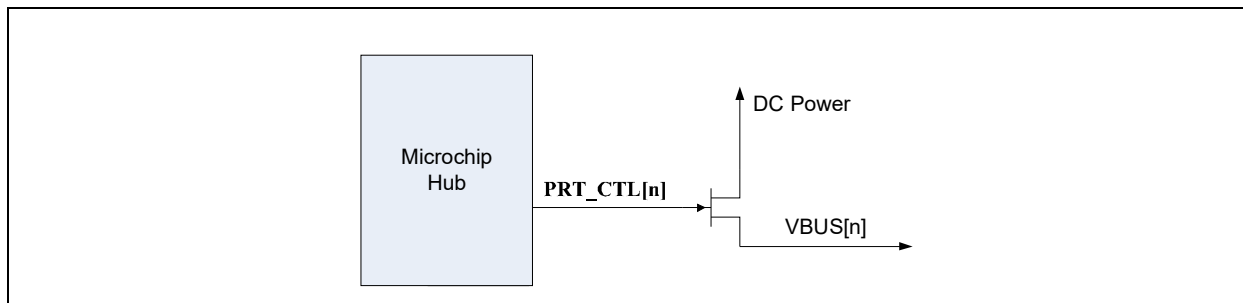 DC Power
Microchip
Hub
PRT_CTL[n]
VBUS[n]